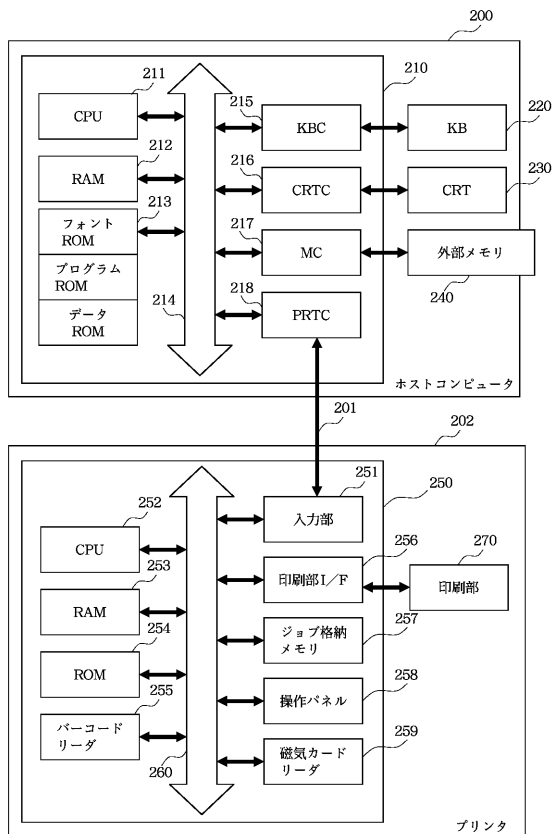 200
210
211
CPU
215
KBC
KB
220
212
RAM
216
CRTC
CRT
230
213
フォント
ROM
プログラム
ROM
データ
ROM
217
MC
外部メモリ
240
214
218
PRTC
ホストコンピュータ
201
202
250
251
入力部
252
CPU
256
印刷部I/F
270
印刷部
253
RAM
257
ジョブ格納
メモリ
254
ROM
258
操作パネル
255
バーコード
リーダ
259
磁気カード
リーダ
260
プリンタ